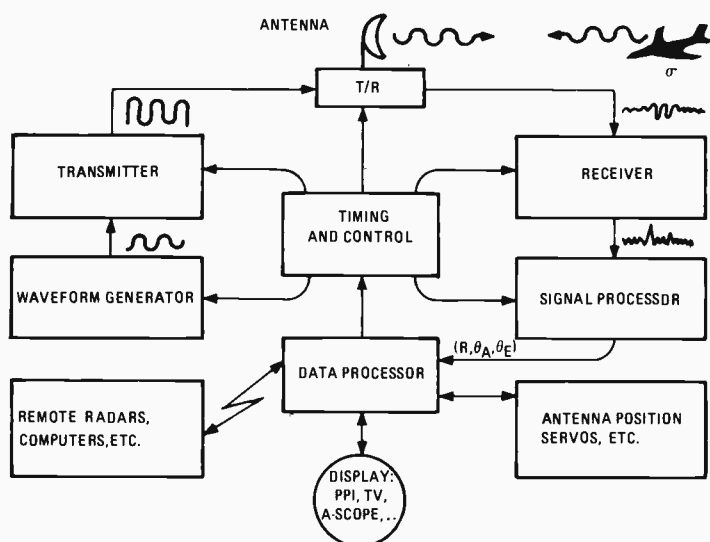 ANTENNA
σ
T/R
TRANSMITTER
RECEIVER
TIMING
AND CONTROL
WAVEFORM GENERATOR
SIGNAL PROCESSOR
(R,θA,θE)
DATA PROCESSOR
REMOTE RADARS,
COMPUTERS,ETC.
ANTENNA POSITION
SERVOS, ETC.
DISPLAY:
PPI, TV,
A-SCOPE,..